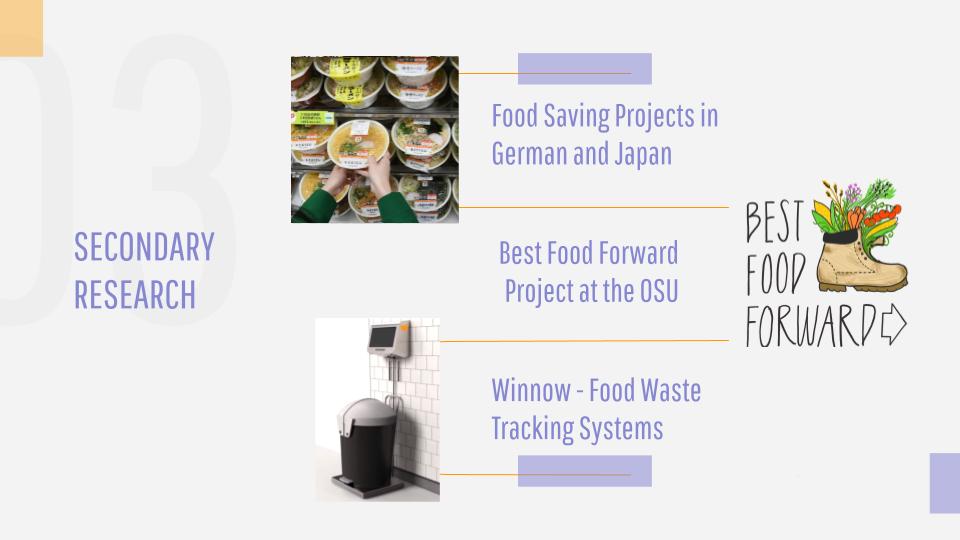 03
SECONDARY
RESEARCH
Food Saving Projects in
German and Japan
Best Food Forward
Project at the OSU
Winnow - Food Waste
Tracking Systems
BEST
FOOD
FORWARD